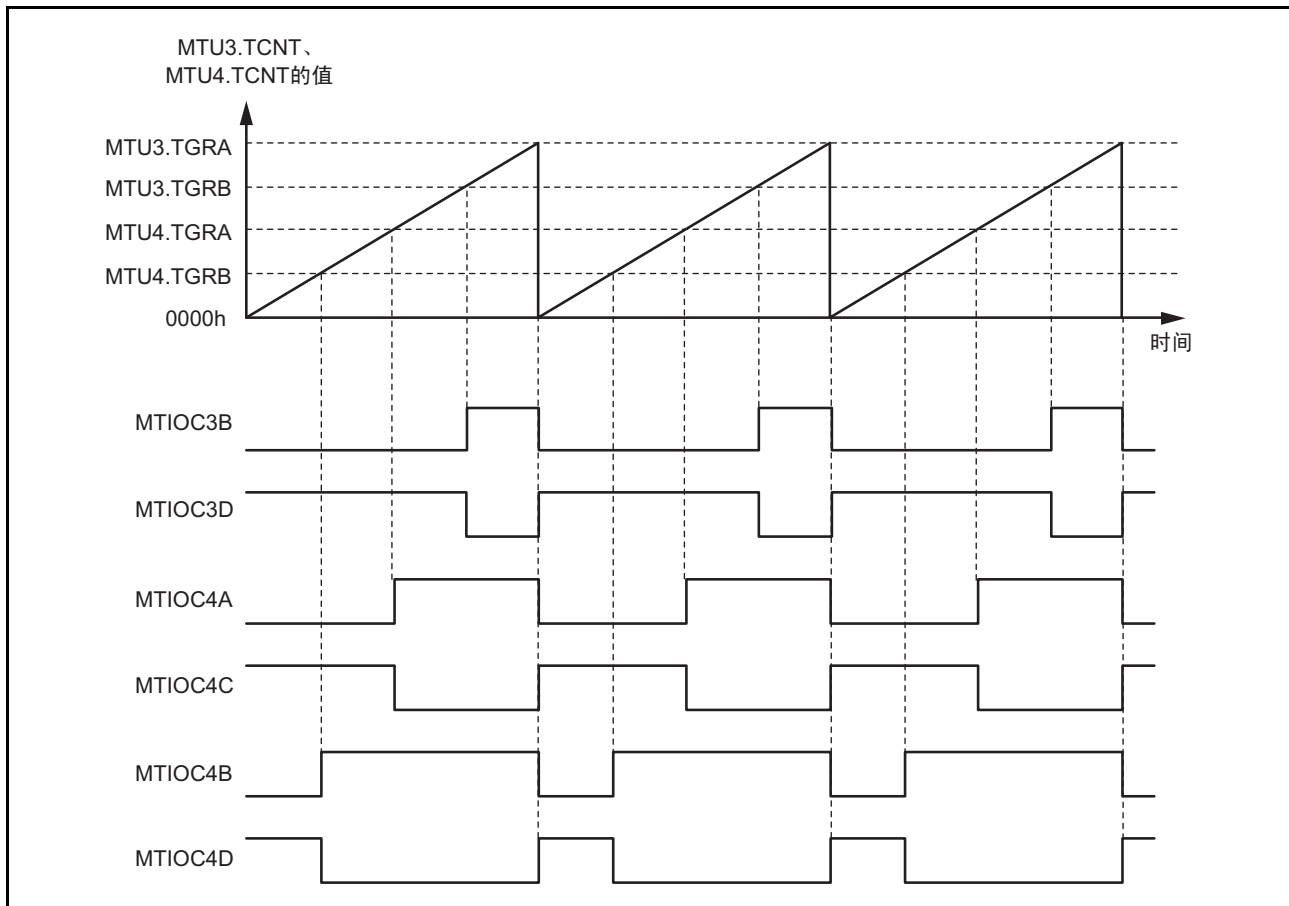 MTU3.TCNT、
MTU4.TCNT的值
MTU3.TGRA
MTU3.TGRB
MTU4.TGRA
MTU4.TGRB
0000h
时间
MTIOC3B
MTIOC3D
MTIOC4A
MTIOC4C
MTIOC4B
MTIOC4D